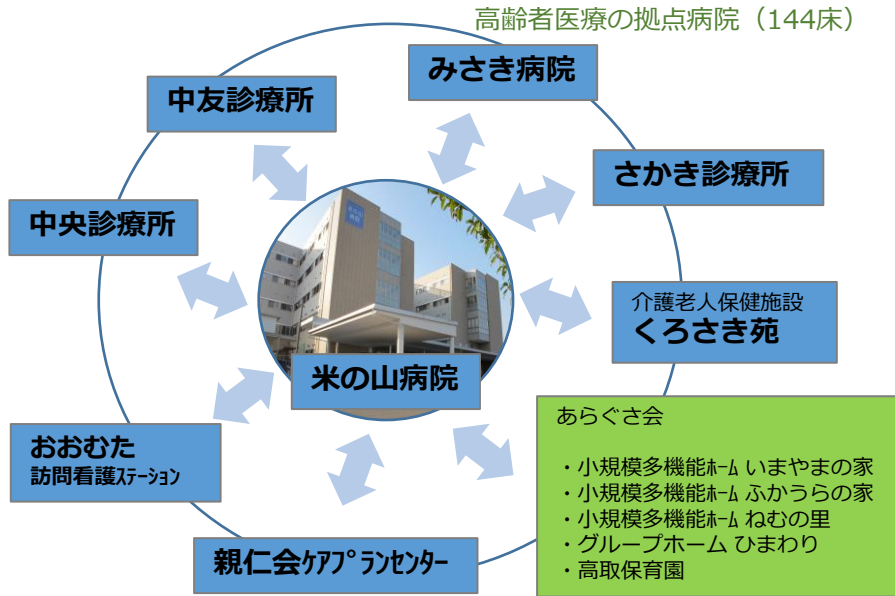 高齢者医療の拠点病院（144床）
みさき病院
中友診療所
さかき診療所
中央診療所
介護老人保健施設
くろさき苑
米の山病院
あらぐさ会
・小規模多機能ﾎｰﾑ いまやまの家
・小規模多機能ﾎｰﾑ ふかうらの家
・小規模多機能ﾎｰﾑ ねむの里
・グループホーム ひまわり
・高取保育園
おおむた
訪問看護ｽﾃｰｼｮﾝ
親仁会ｹｱﾌﾟﾗﾝｾﾝﾀｰ